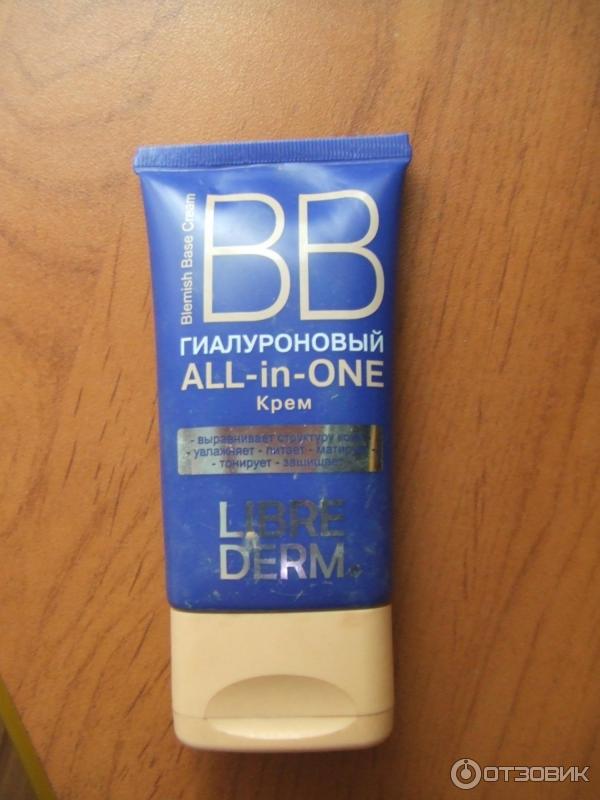 Blemish Base Cream
BB
ГИАЛУРОНОВЫЙ
ALL-in-ONE
Крем
- выравнивает структуру кожи -
- увлажняет - питает - матирует -
- тонирует - защищает -
LIBRE
DERM
ОТЗОВИК